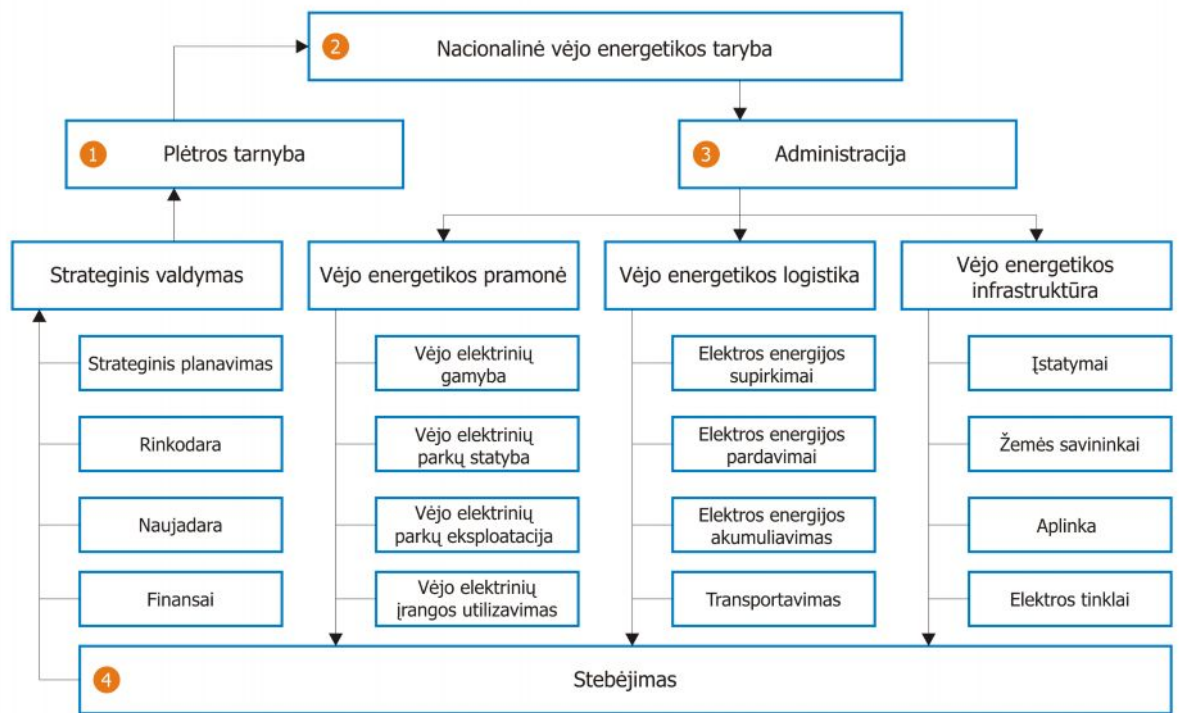 2 Nacionalinė vėjo energetikos taryba
1 Plėtros tarnyba
3 Administracija
Strateginis valdymas
Vėjo energetikos pramonė
Vėjo energetikos logistika
Vėjo energetikos
infrastruktūra
Strateginis planavimas
Vėjo elektrinių
gamyba
Elektros energijos
supirkimai
Įstatymai
Rinkodara
Vėjo elektrinių
parkų statyba
Elektros energijos
pardavimai
Žemės savininkai
Naujadara
Vėjo elektrinių
parkų eksploatacija
Elektros energijos
akumuliavimas
Aplinka
Finansai
Vėjo elektrinių
įrangos utilizavimas
Transportavimas
Elektros tinklai
4 Stebėjimas